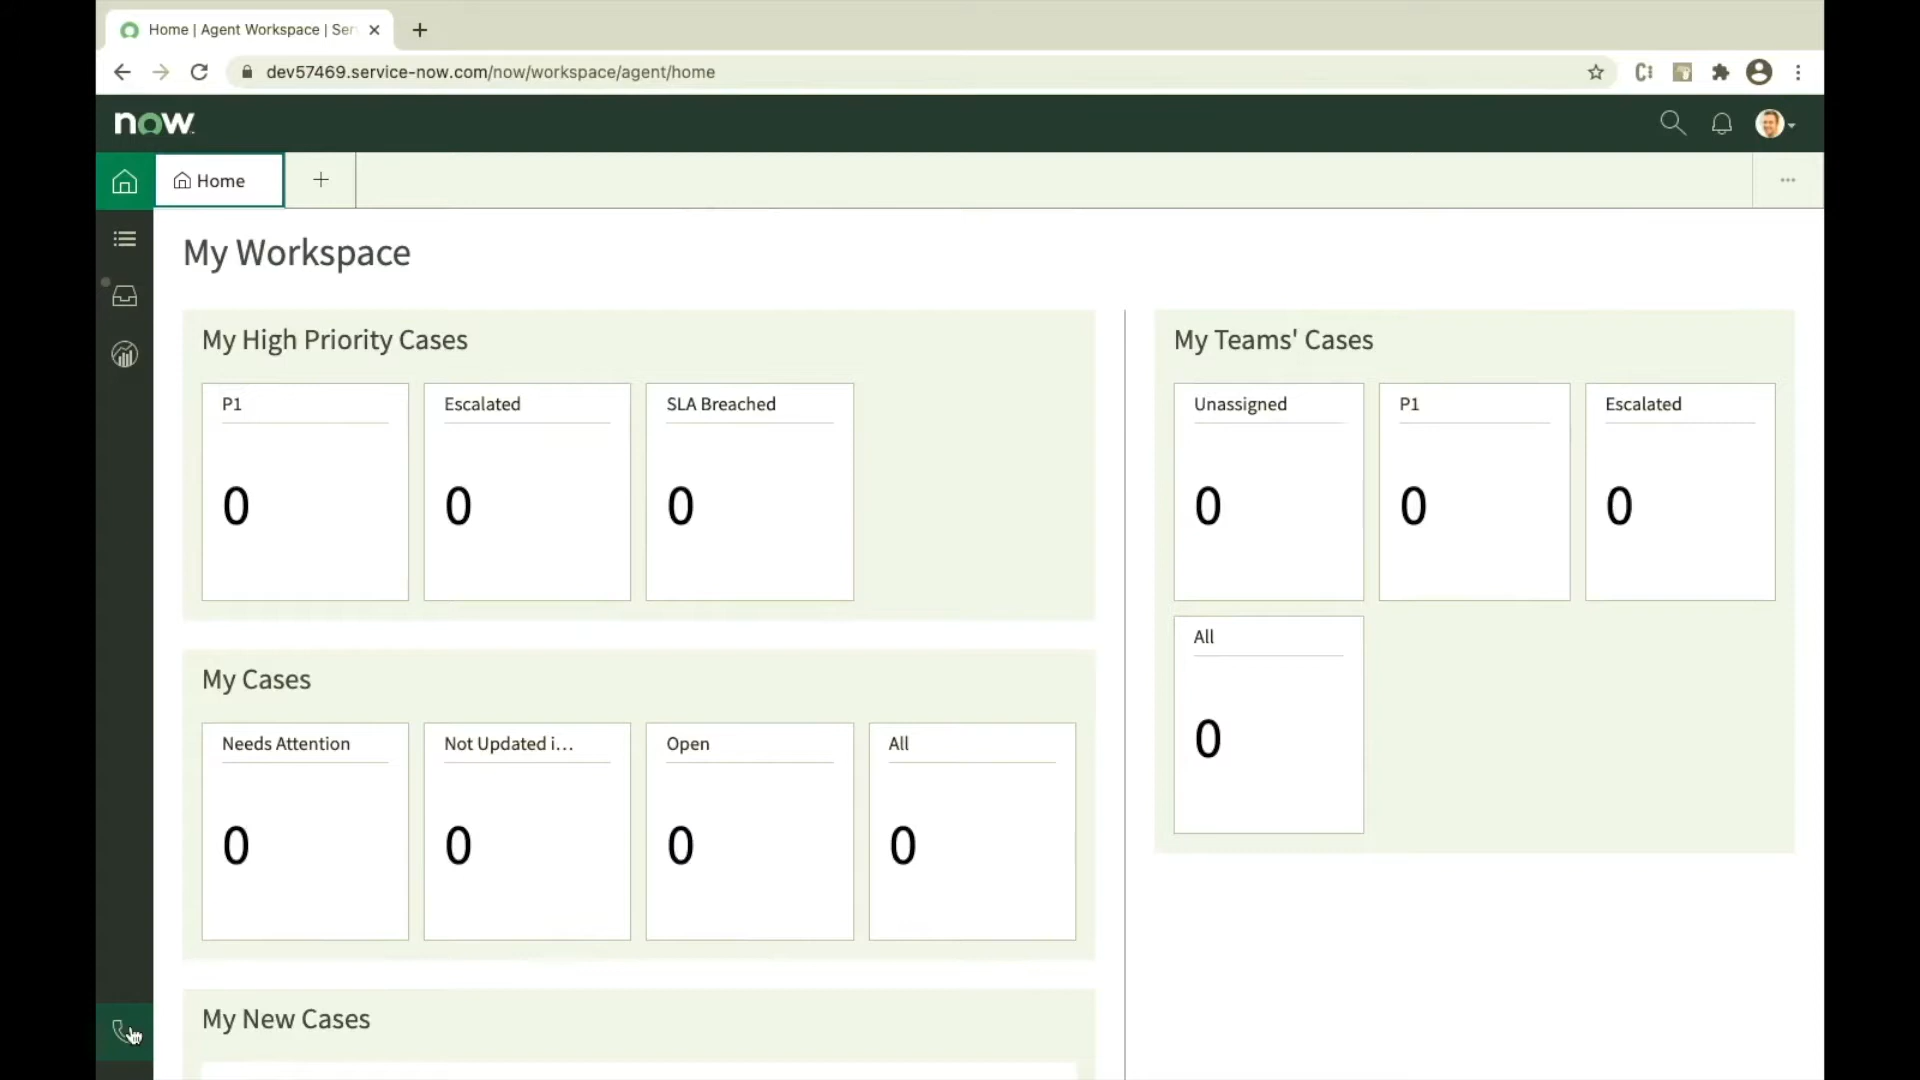 Home | Agent Workspace | Ser
dev57469.service-now.com/now/workspace/agent/home
now
Home
My Workspace
My High Priority Cases
P1
Escalated
SLA Breached
0
0
0
My Cases
Needs Attention
Not Updated i...
Open
All
0
0
0
0
My New Cases
My Teams' Cases
Unassigned
P1
Escalated
0
0
0
All
0